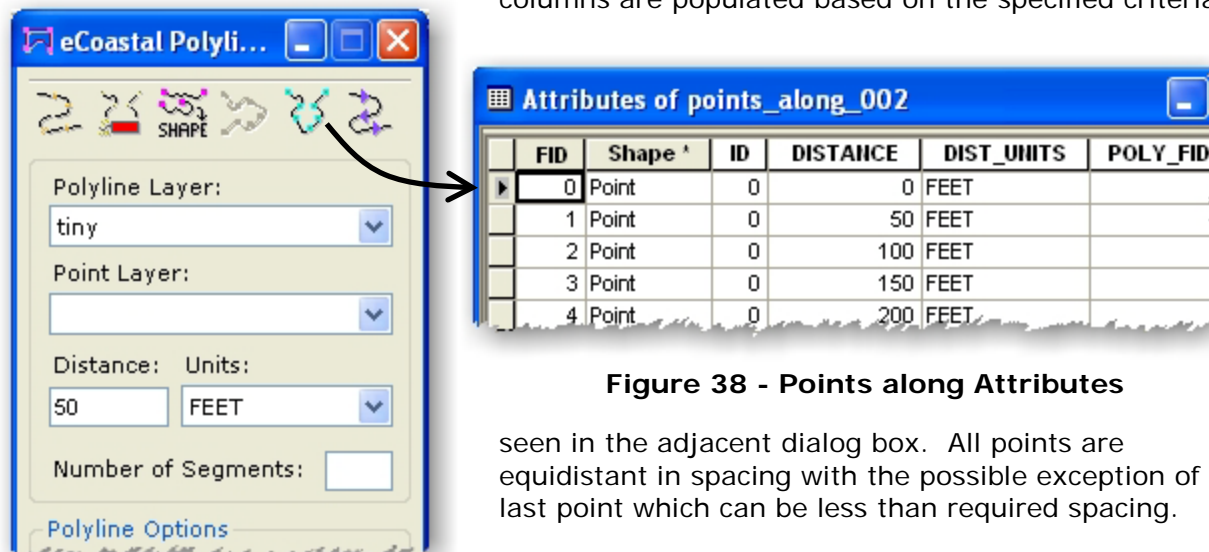 columns are populated based on the specified criteria
eCoastal Polyli...
SHAPE
Polyline Layer:
tiny
Point Layer:
Distance: Units:
50 FEET
Number of Segments:
Polyline Options
Attributes of points_along_002
FID Shape * ID DISTANCE DIST_UNITS POLY_FID
0 Point 0 0 FEET
1 Point 0 50 FEET
2 Point 0 100 FEET
3 Point 0 150 FEET
4 Point 0 200 FEET
Figure 38 - Points along Attributes
seen in the adjacent dialog box. All points are
equidistant in spacing with the possible exception of
last point which can be less than required spacing.